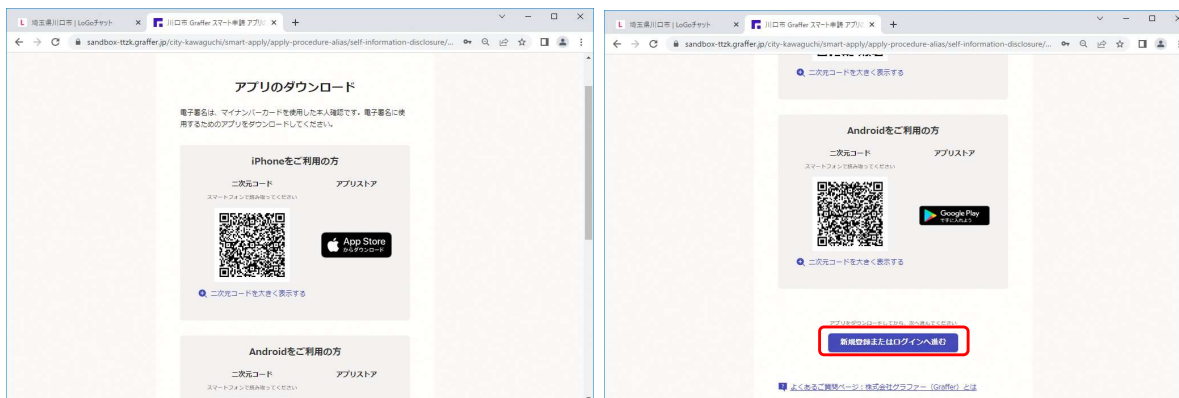 埼玉県川口市 | LoGoチャット
川口市 Graffer スマート申請 アプリ
sandbox-ttzk.graffer.jp/city-kawaguchi/smart-apply/apply-procedure-alias/self-information-disclosure/...
アプリのダウンロード
電子署名は、マイナンバーカードを使用した本人確認です。電子署名に使
用するためのアプリをダウンロードしてください。
iPhoneをご利用の方
二次元コード
アプリストア
スマートフォンで読み取ってください
App Store
からダウンロード
二次元コードを大きく表示する
Androidをご利用の方
二次元コード
アプリストア
スマートフォンで読み取ってください
埼玉県川口市 | LoGoチャット
川口市 Graffer スマート申請 アプリ
sandbox-ttzk.graffer.jp/city-kawaguchi/smart-apply/apply-procedure-alias/self-information-disclosure/...
二次元コードを大きく表示する
Androidをご利用の方
二次元コード
アプリストア
スマートフォンで読み取ってください
Google Play
で手に入れよう
二次元コードを大きく表示する
アプリをダウンロードしてから、次へ進んでください
新規登録またはログインへ進む
よくあるご質問ページ：株式会社グラファー（Graffer）とは